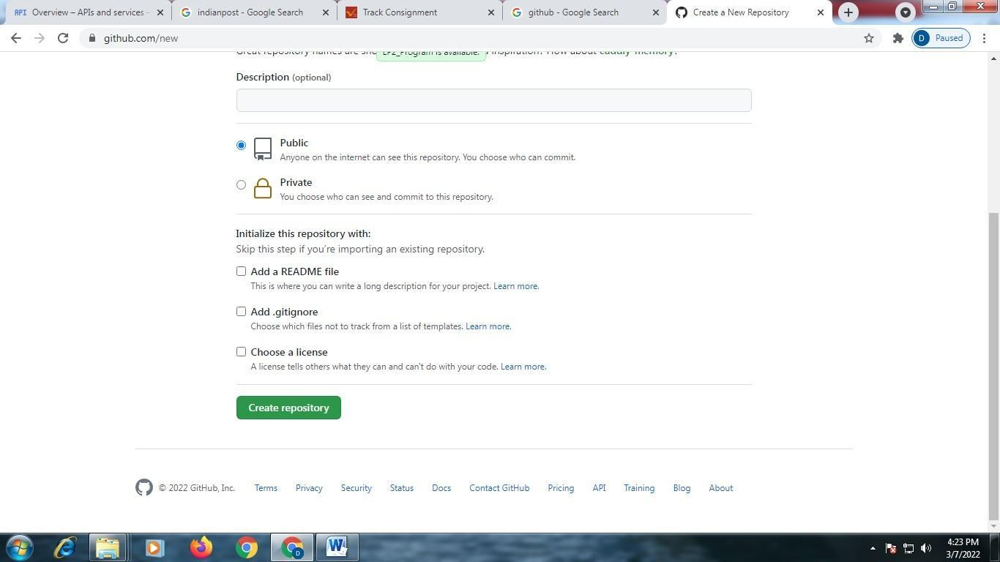 API Overview – APIs and services -
indianpost - Google Search
Track Consignment
github - Google Search
Create a New Repository
github.com/new
D Paused
Great repository names are sho
EP2_Program is available.
inspiration? How about cuddly-memory?
Description (optional)
Public
Anyone on the internet can see this repository. You choose who can commit.
Private
You choose who can see and commit to this repository.
Initialize this repository with:
Skip this step if you're importing an existing repository.
Add a README file
This is where you can write a long description for your project. Learn more.
Add .gitignore
Choose which files not to track from a list of templates. Learn more.
Choose a license
A license tells others what they can and can't do with your code. Learn more.
Create repository
© 2022 GitHub, Inc. Terms Privacy Security Status Docs Contact GitHub Pricing API Training Blog About
D
W
4:23 PM
3/7/2022